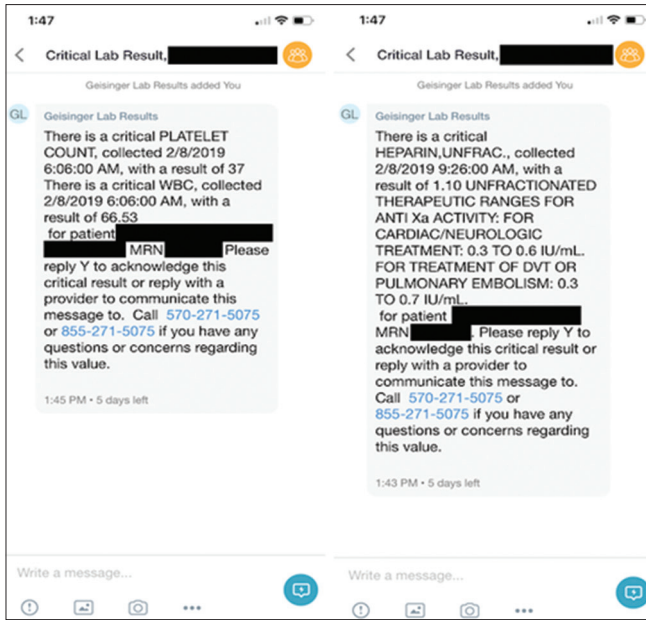 1:47
Critical Lab Result,
Geisinger Lab Results added You
GL
Geisinger Lab Results
There is a critical PLATELET
COUNT, collected 2/8/2019
6:06:00 AM, with a result of 37
There is a critical WBC, collected
2/8/2019 6:06:00 AM, with a
result of 66.53
for patient
MRN Please
reply Y to acknowledge this
critical result or reply with a
provider to communicate this
message to. Call 570-271-5075
or 855-271-5075 if you have any
questions or concerns regarding
this value.
1:45 PM • 5 days left
Write a message...
1:47
Critical Lab Result,
Geisinger Lab Results added You
GL
Geisinger Lab Results
There is a critical
HEPARIN,UNFRAC., collected
2/8/2019 9:26:00 AM, with a
result of 1.10 UNFRACTIONATED
THERAPEUTIC RANGES FOR
ANTI Xa ACTIVITY: FOR
CARDIAC/NEUROLOGIC
TREATMENT: 0.3 TO 0.6 IU/mL.
FOR TREATMENT OF DVT OR
PULMONARY EMBOLISM: 0.3
TO 0.7 IU/mL.
for patient
MRN . Please reply Y to
acknowledge this critical result or
reply with a provider to
communicate this message to.
Call 570-271-5075 or
855-271-5075 if you have any
questions or concerns regarding
this value.
1:43 PM • 5 days left
Write a message...